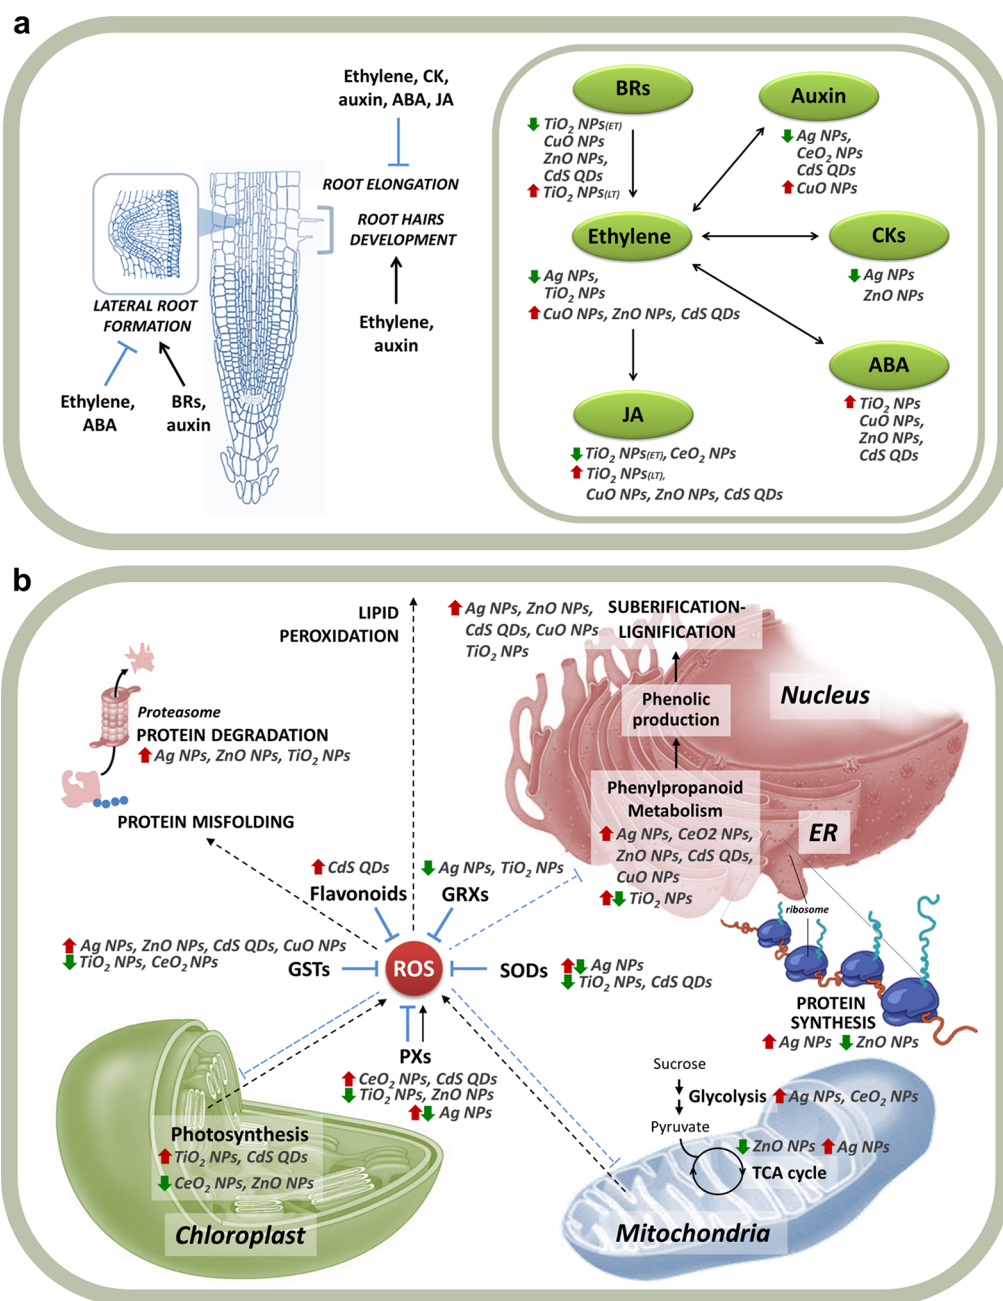 a
Ethylene, CK,
auxin, ABA, JA
ROOT ELONGATION
ROOT HAIRS
DEVELOPMENT
LATERAL ROOT
FORMATION
Ethylene,
auxin
Ethylene,
ABA
BRs,
auxin
BRs
TiO2 NPs(ET)
CuO NPs
ZnO NPs,
CdS QDs
TiO2 NPs(LT)
Auxin
Ag NPs,
CeO2 NPs
CdS QDs
CuO NPs
Ethylene
Ag NPs,
TiO2 NPs
CuO NPs, ZnO NPs, CdS QDs
CKs
Ag NPs
ZnO NPs
ABA
TiO2 NPs
CuO NPs,
ZnO NPs,
CdS QDs
JA
TiO2 NPs(ET), CeO2 NPs
TiO2 NPs(LT),
CuO NPs, ZnO NPs, CdS QDs
b
LIPID
PEROXIDATION
Ag NPs, ZnO NPs,
CdS QDs, CuO NPs
TiO2 NPs
SUBERIFICATION-
LIGNIFICATION
Phenolic
production
Nucleus
Proteasome
PROTEIN DEGRADATION
Ag NPs, ZnO NPs, TiO2 NPs
PROTEIN MISFOLDING
Phenylpropanoid
Metabolism
Ag NPs, CeO2 NPs,
ZnO NPs, CdS QDs,
CuO NPs
TiO2 NPs
ER
ribosome
CdS QDs
Flavonoids
Ag NPs, TiO2 NPs
GRXs
Ag NPs, ZnO NPs, CdS QDs, CuO NPs
TiO2 NPs, CeO2 NPs
GSTs
ROS
SODs
Ag NPs
TiO2 NPs, CdS QDs
PROTEIN
SYNTHESIS
Ag NPs ZnO NPs
PXs
CeO2 NPs, CdS QDs
TiO2 NPs, ZnO NPs
Ag NPs
Sucrose
Glycolysis Ag NPs, CeO2 NPs
Pyruvate
ZnO NPs Ag NPs
TCA cycle
Mitochondria
Photosynthesis
TiO2 NPs, CdS QDs
CeO2 NPs, ZnO NPs
Chloroplast